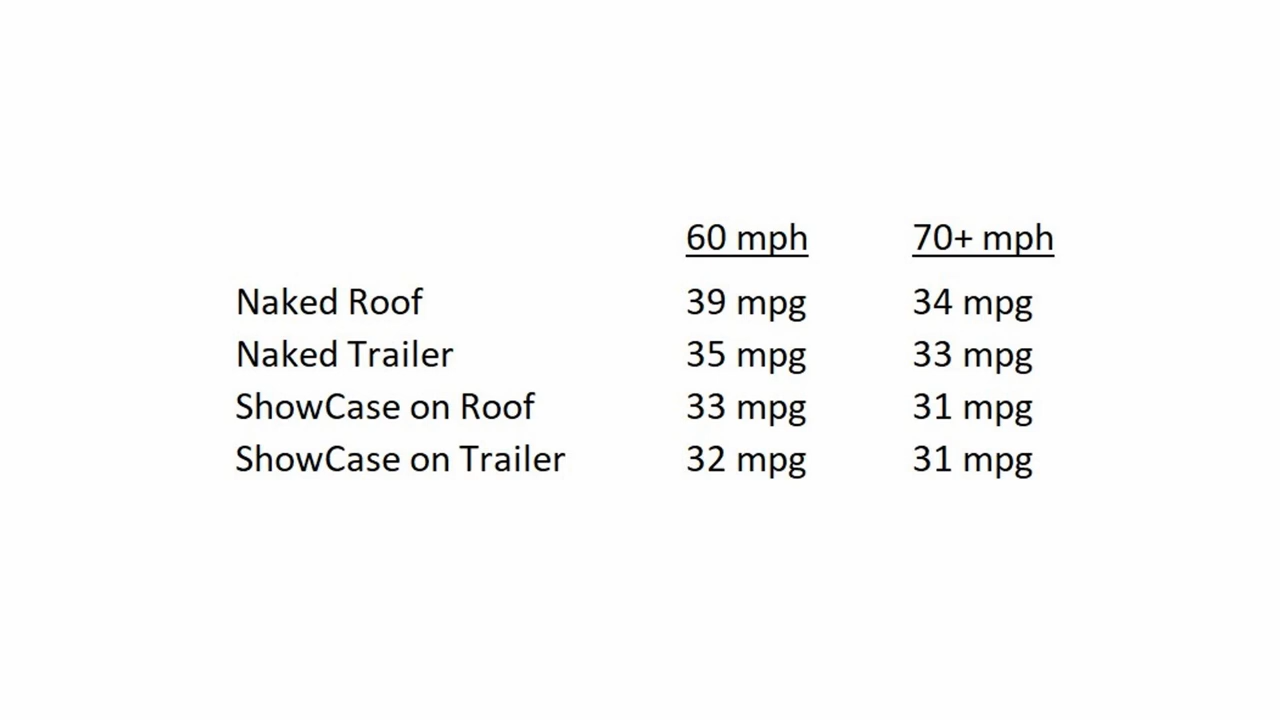 60 mph 70+ mph
Naked Roof 39 mpg 34 mpg
Naked Trailer 35 mpg 33 mpg
ShowCase on Roof 33 mpg 31 mpg
ShowCase on Trailer 32 mpg 31 mpg